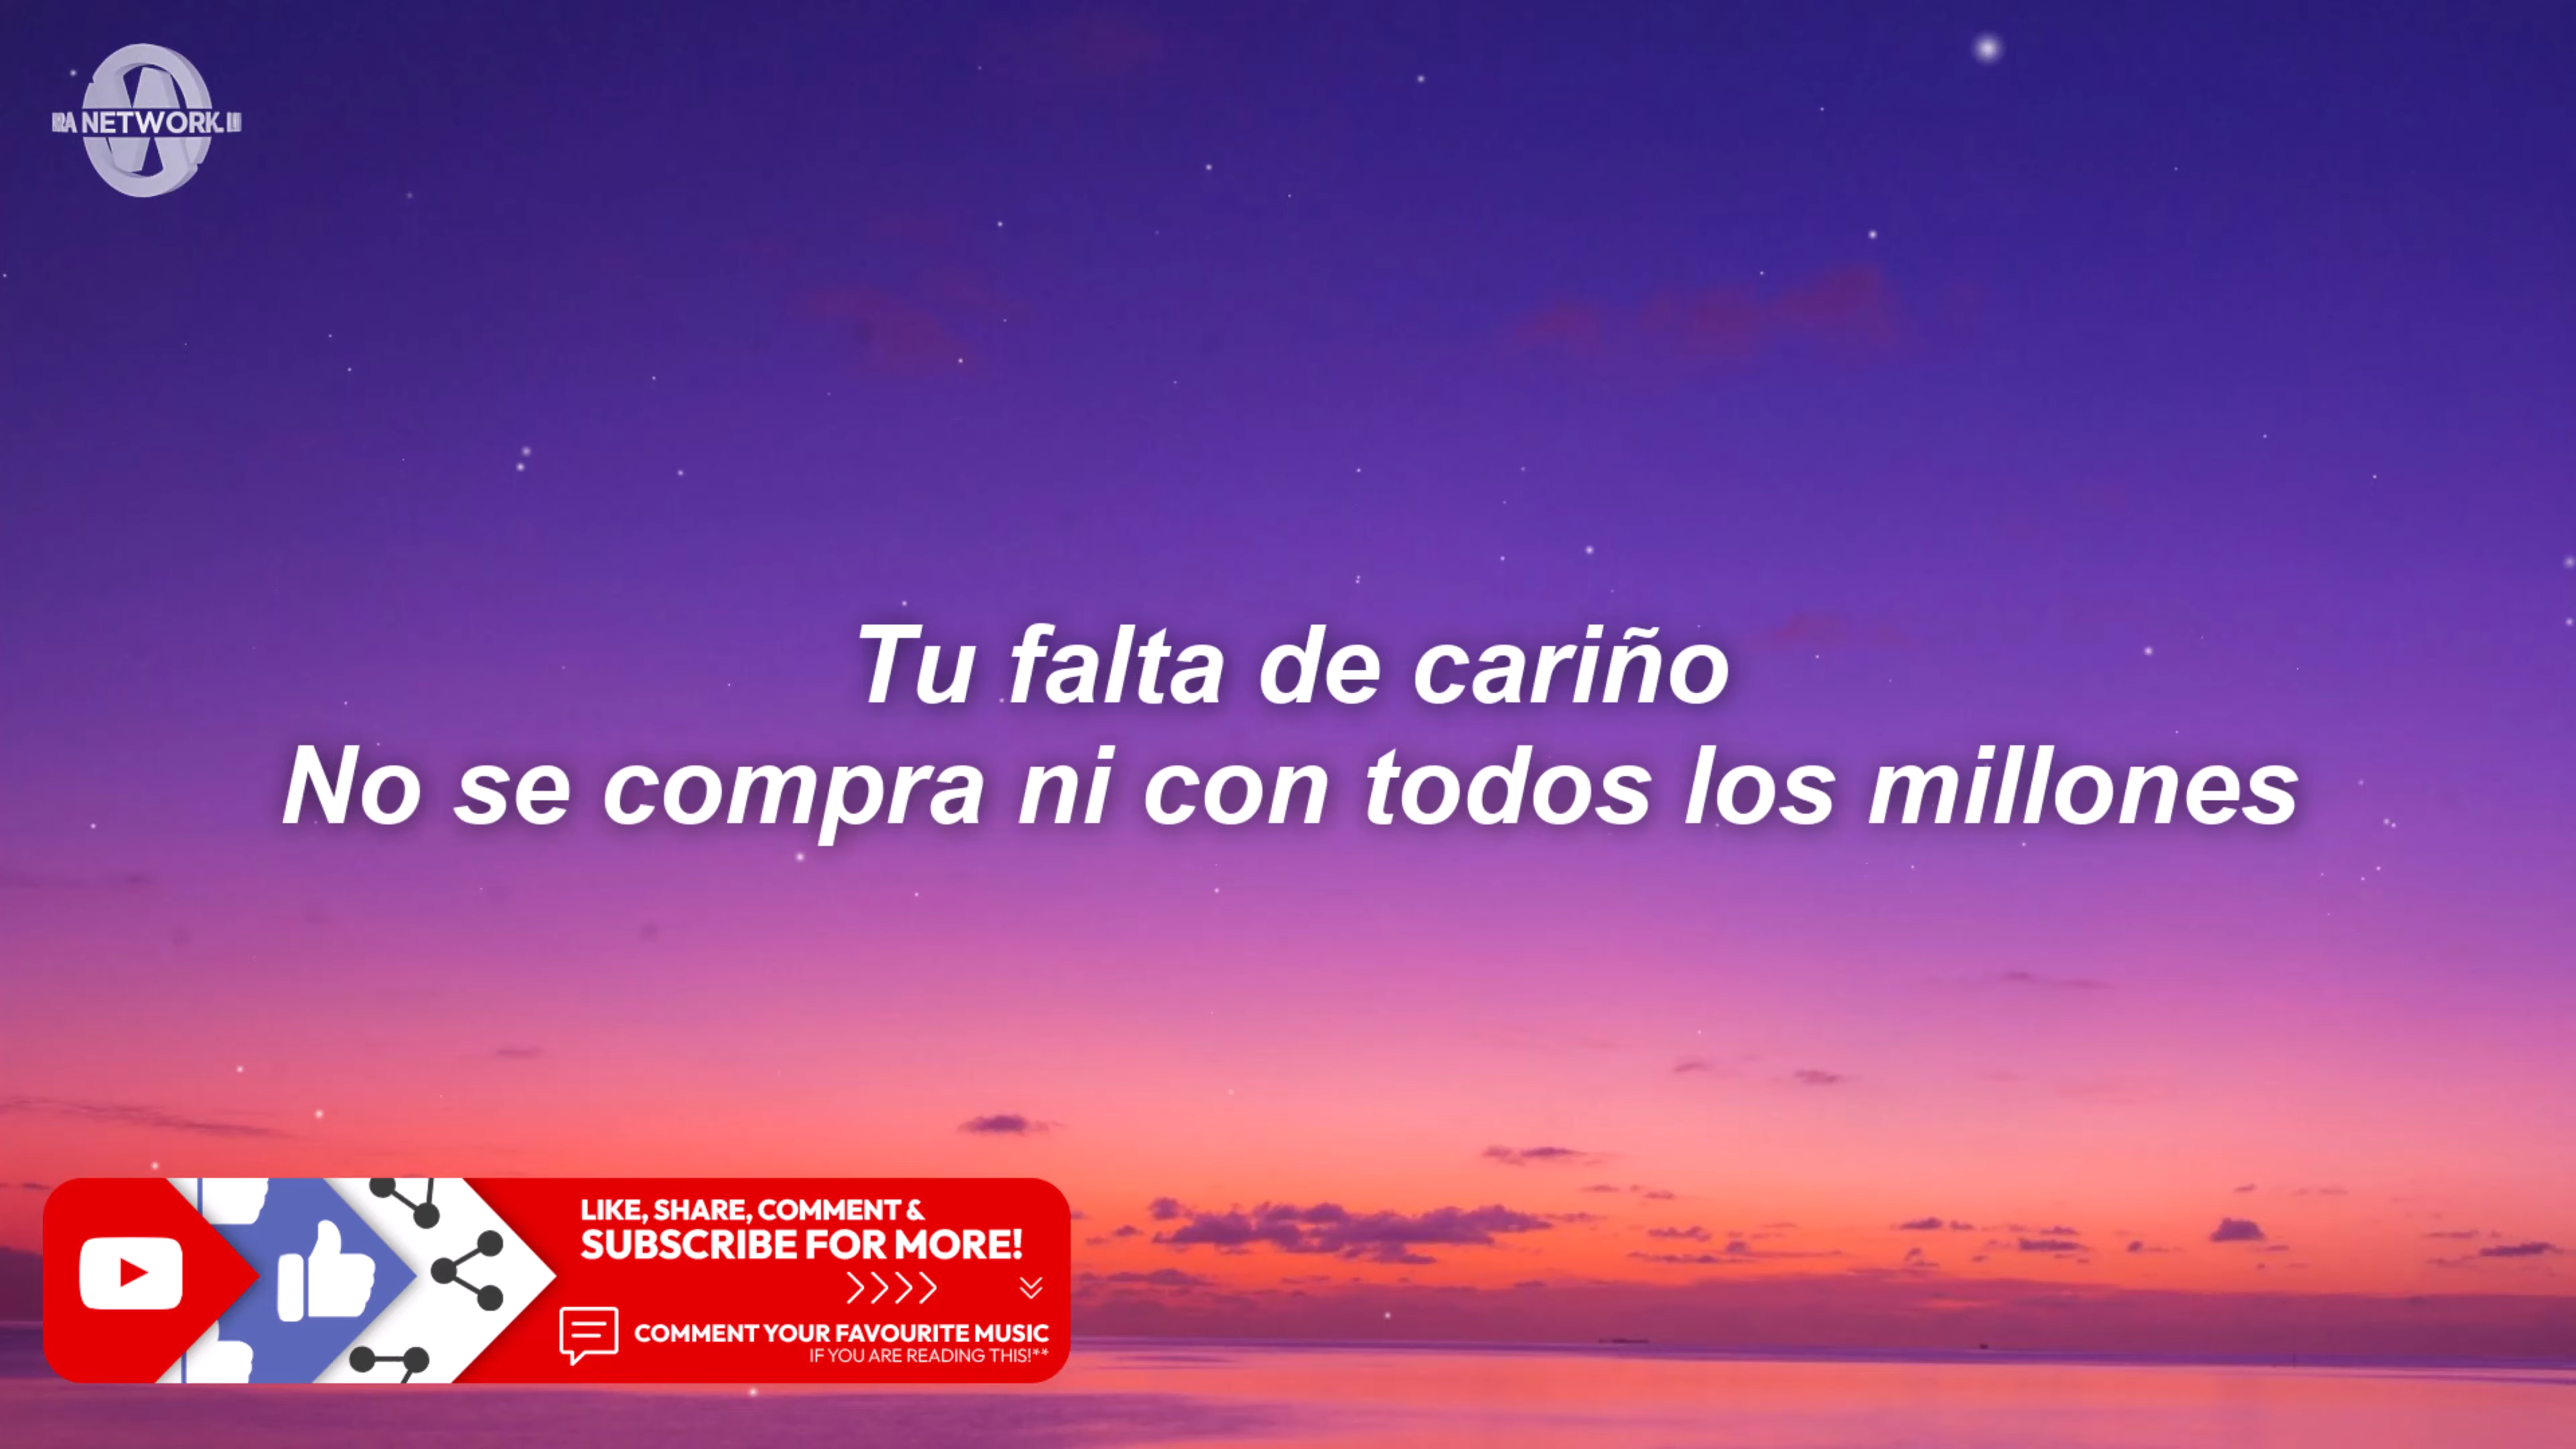 NETWORK
Tu falta de cariño
No se compra ni con todos los millones
LIKE, SHARE, COMMENT &
SUBSCRIBE FOR MORE!
COMMENT YOUR FAVOURITE MUSIC
IF YOU ARE READING THIS!**